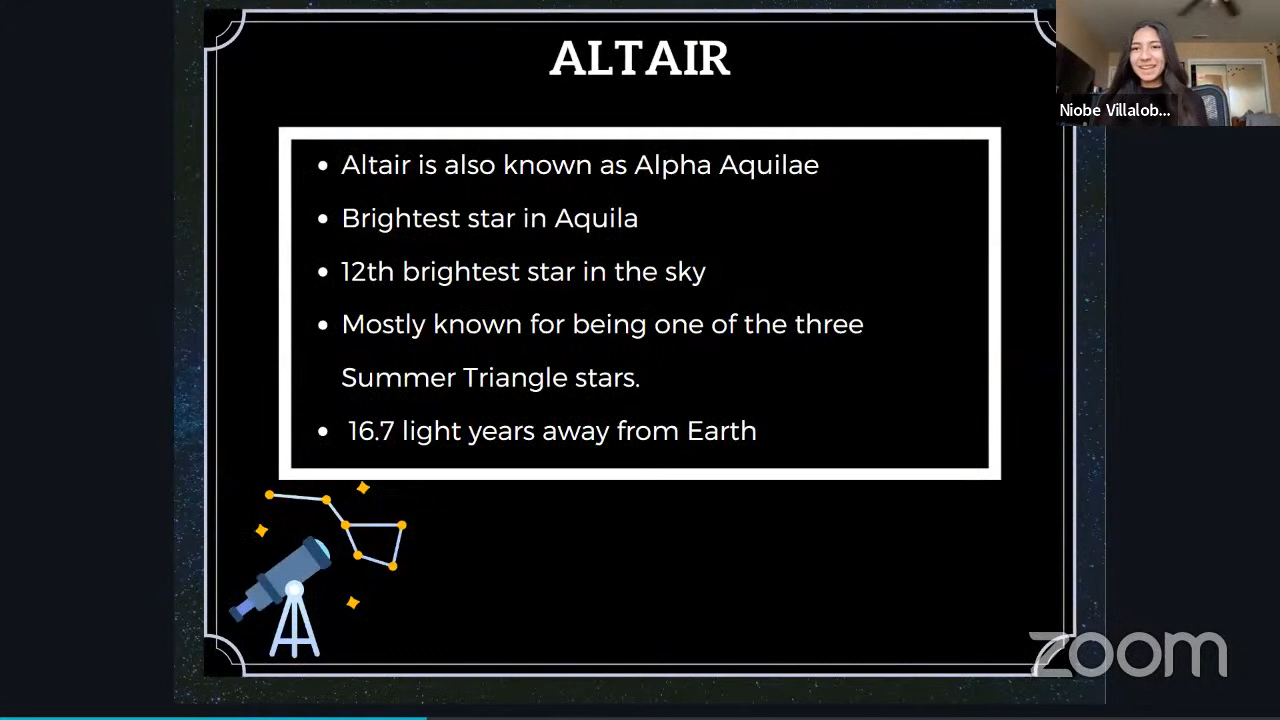 ALTAIR
Niobe Villalob...
Altair is also known as Alpha Aquilae
Brightest star in Aquila
12th brightest star in the sky
Mostly known for being one of the three
Summer Triangle stars.
16.7 light years away from Earth
zoom